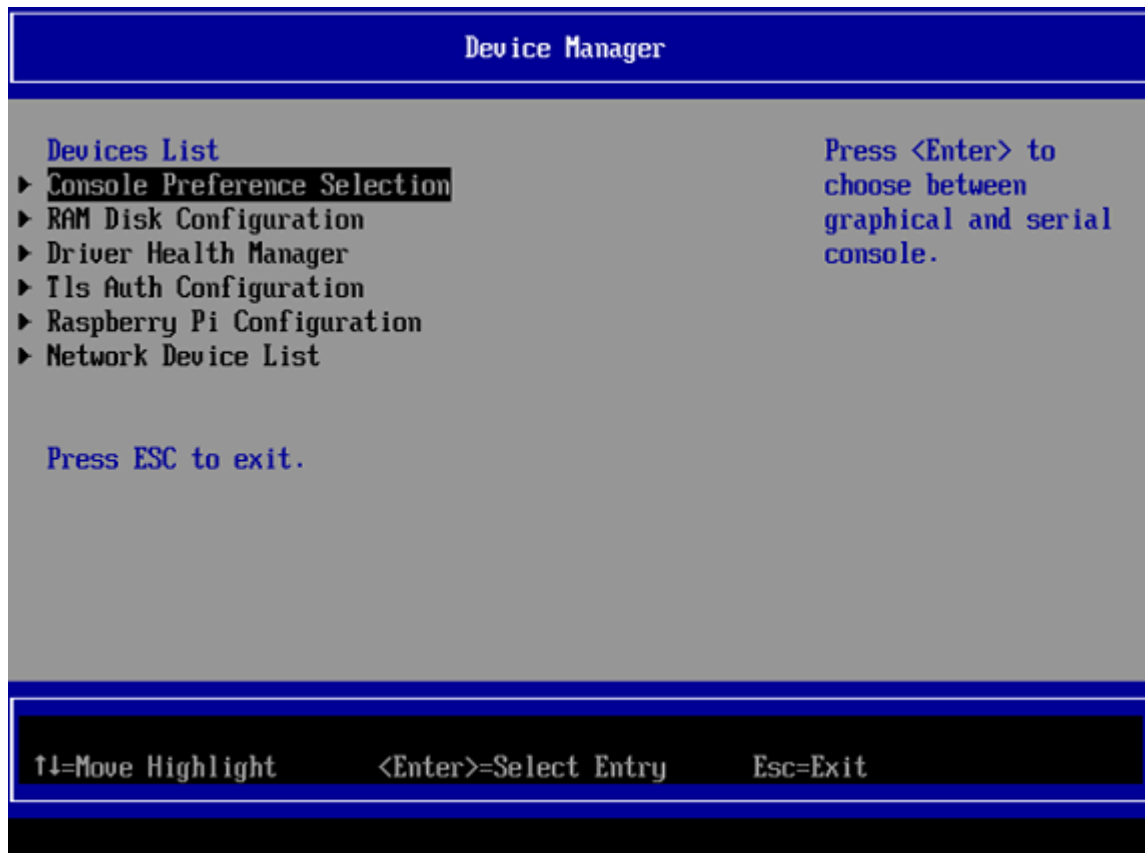 Device Manager
Devices List
Console Preference Selection
RAM Disk Configuration
Driver Health Manager
Tls Auth Configuration
Raspberry Pi Configuration
Network Device List
Press ESC to exit.
Press <Enter> to
choose between
graphical and serial
console.
↑↓=Move Highlight <Enter>=Select Entry Esc=Exit